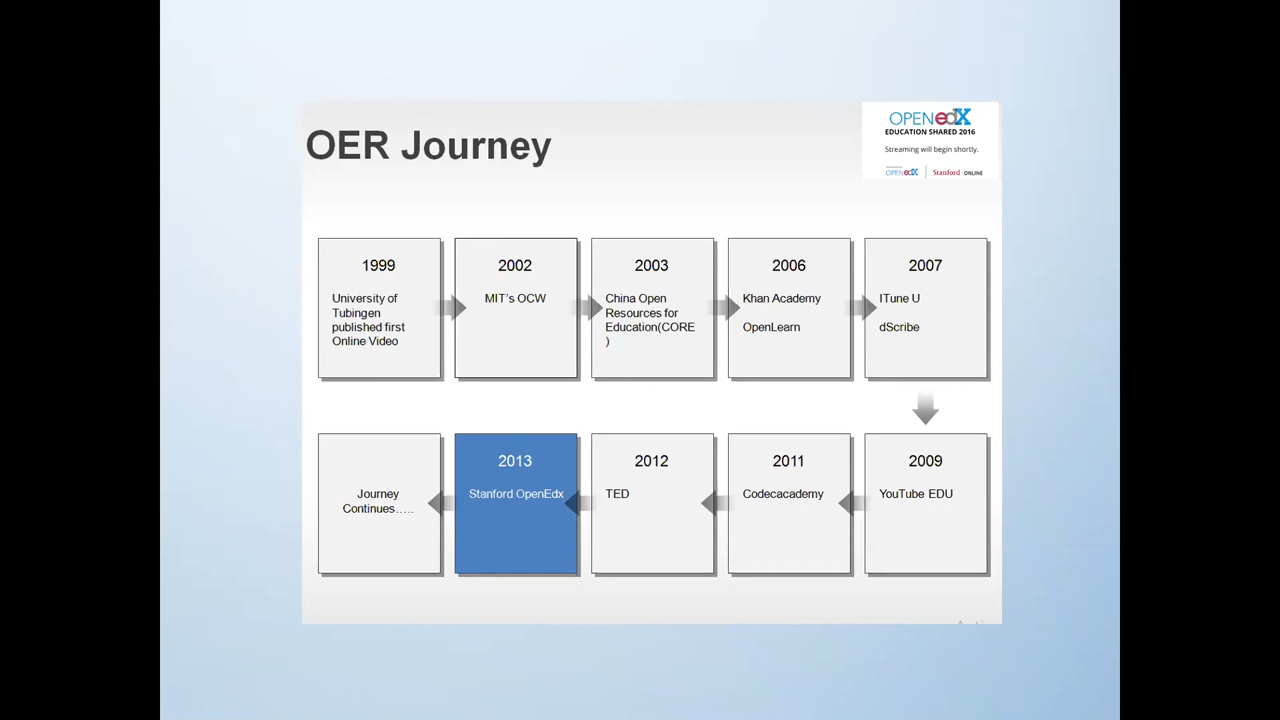 OER Journey
OPENedX
EDUCATION SHARED 2016
Streaming will begin shortly.
OPENedX
Stanford ONLINE
1999
University of
Tubingen
published first
Online Video
2002
MIT's OCW
2003
China Open
Resources for
Education(CORE
)
2006
Khan Academy
OpenLearn
2007
ITune U
dScribe
2009
YouTube EDU
2011
Codecacademy
2012
TED
2013
Stanford OpenEdx
Journey
Continues…..